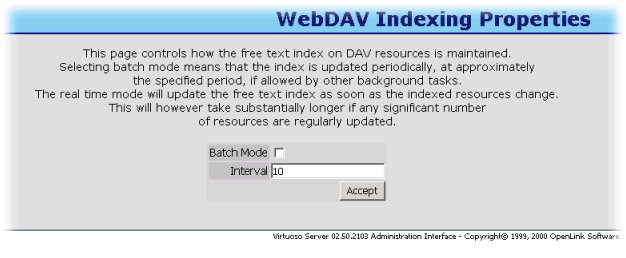 WebDAV Indexing Properties
This page controls how the free text index on DAV resources is maintained.
Selecting batch mode means that the index is updated periodically, at approximately
the specified period, if allowed by other background tasks.
The real time mode will update the free text index as soon as the indexed resources change.
This will however take substantially longer if any significant number
of resources are regularly updated.
Batch Mode
Interval 10
Accept
Virtuoso Server 02.50.2103 Administration Interface - Copyright© 1999, 2000 OpenLink Software